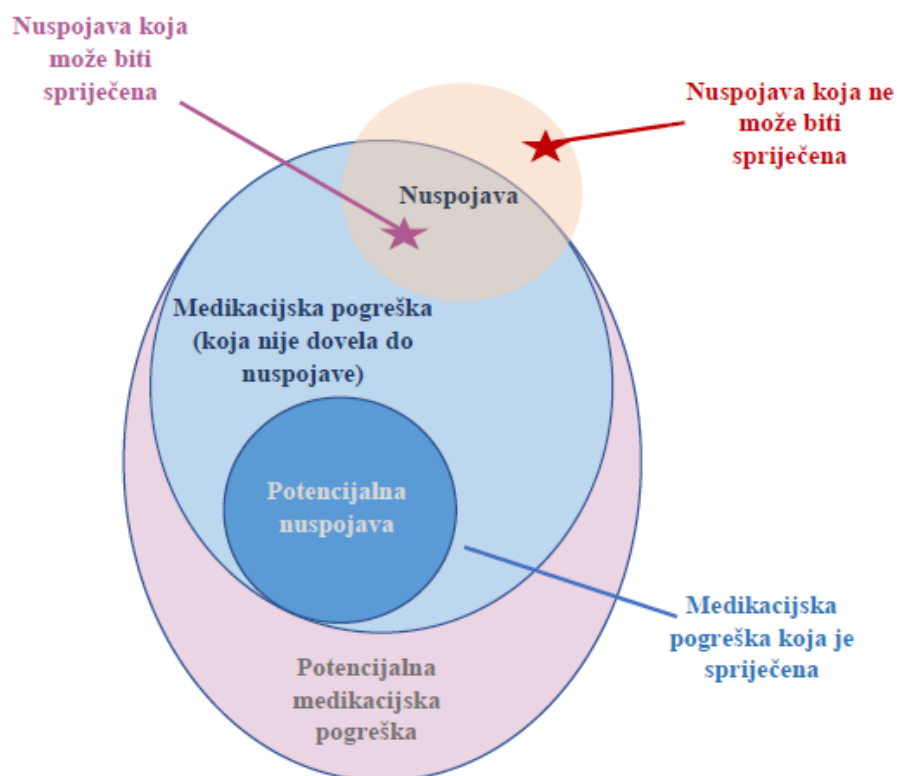 Nuspojava koja
može biti
spriječena
Nuspojava koja ne
može biti
spriječena
Nuspojava
Medikacijska pogreška
(koja nije dovela do
nuspojave)
Potencijalna
nuspojava
Medikacijska
pogreška koja je
spriječena
Potencijalna
medikacijska
pogreška